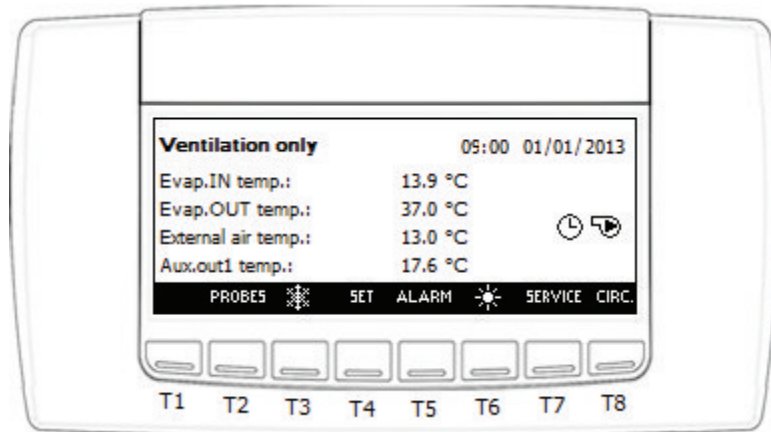 Ventilation only 09:00 01/01/2013
Evap.IN temp.: 13.9 °C
Evap.OUT temp.: 37.0 °C
External air temp.: 13.0 °C
Aux.out1 temp.: 17.6 °C
PROBES SET ALARM SERVICE CIRC.
T1 T2 T3 T4 T5 T6 T7 T8